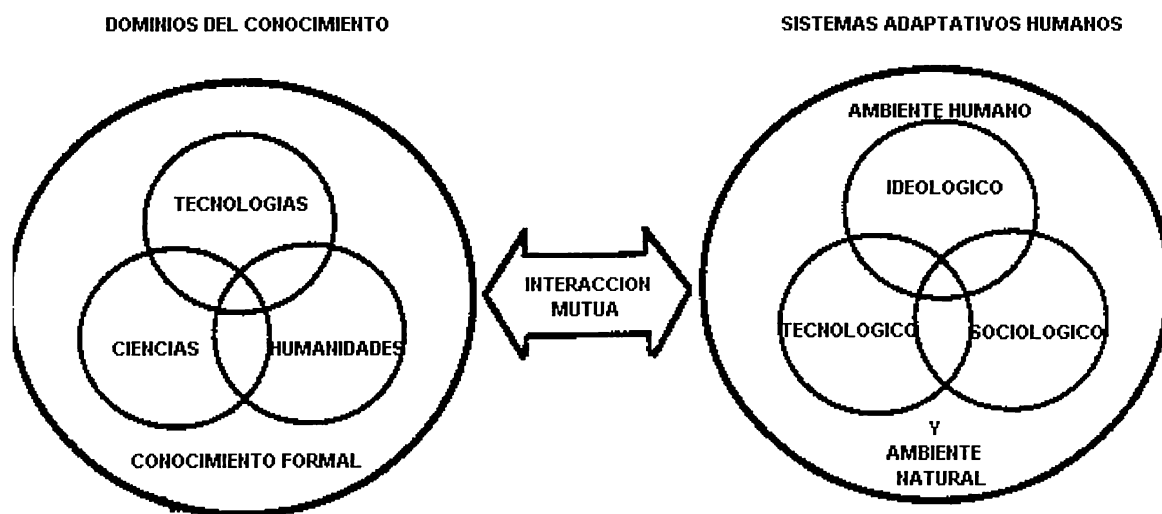 DOMINIOS DEL CONOCIMIENTO
TECNOLOGIAS
CIENCIAS
HUMANIDADES
CONOCIMIENTO FORMAL
INTERACCION
MUTUA
SISTEMAS ADAPTATIVOS HUMANOS
AMBIENTE HUMANO
IDEOLOGICO
TECNOLOGICO
SOCIOLOGICO
Y
AMBIENTE
NATURAL